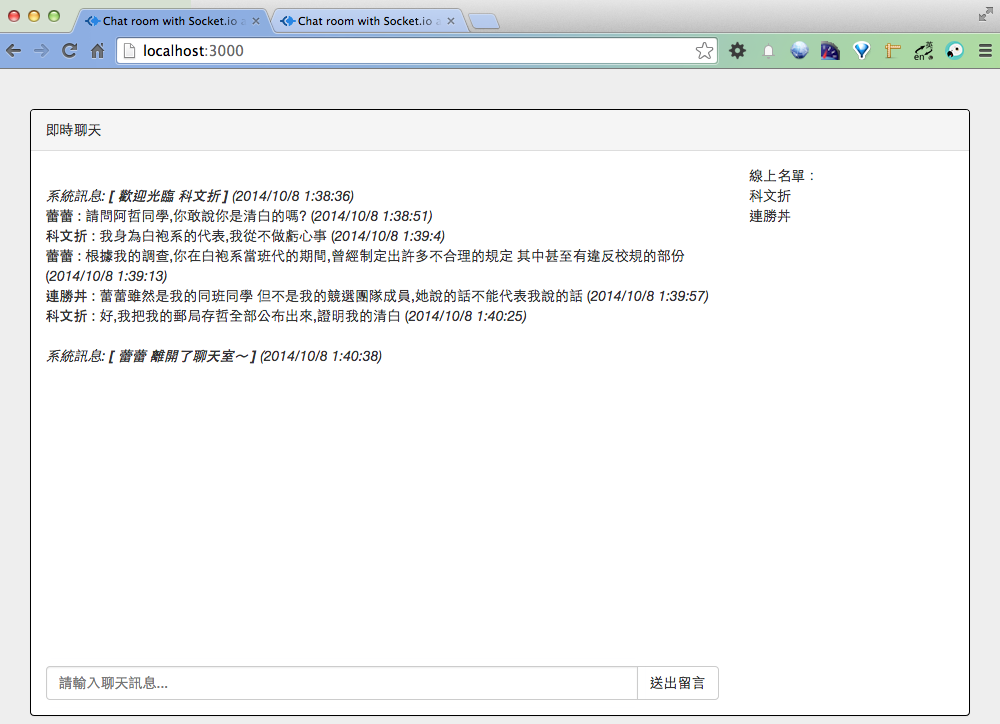 Chat room with Socket.io a
Chat room with Socket.io a
localhost:3000
英
en
即時聊天
系統訊息: [ 歡迎光臨 科文折 ] (2014/10/8 1:38:36)
蕾蕾 : 請問阿哲同學,你敢說你是清白的嗎? (2014/10/8 1:38:51)
科文折 : 我身為白袍系的代表,我從不做虧心事 (2014/10/8 1:39:4)
蕾蕾 : 根據我的調查,你在白袍系當班代的期間,曾經制定出許多不合理的規定 其中甚至有違反校規的部份
(2014/10/8 1:39:13)
連勝丼 : 蕾蕾雖然是我的同班同學 但不是我的競選團隊成員,她說的話不能代表我說的話 (2014/10/8 1:39:57)
科文折 : 好,我把我的郵局存哲全部公布出來,證明我的清白 (2014/10/8 1:40:25)
系統訊息: [ 蕾蕾 離開了聊天室～ ] (2014/10/8 1:40:38)
線上名單：
科文折
連勝丼
請輸入聊天訊息...
送出留言